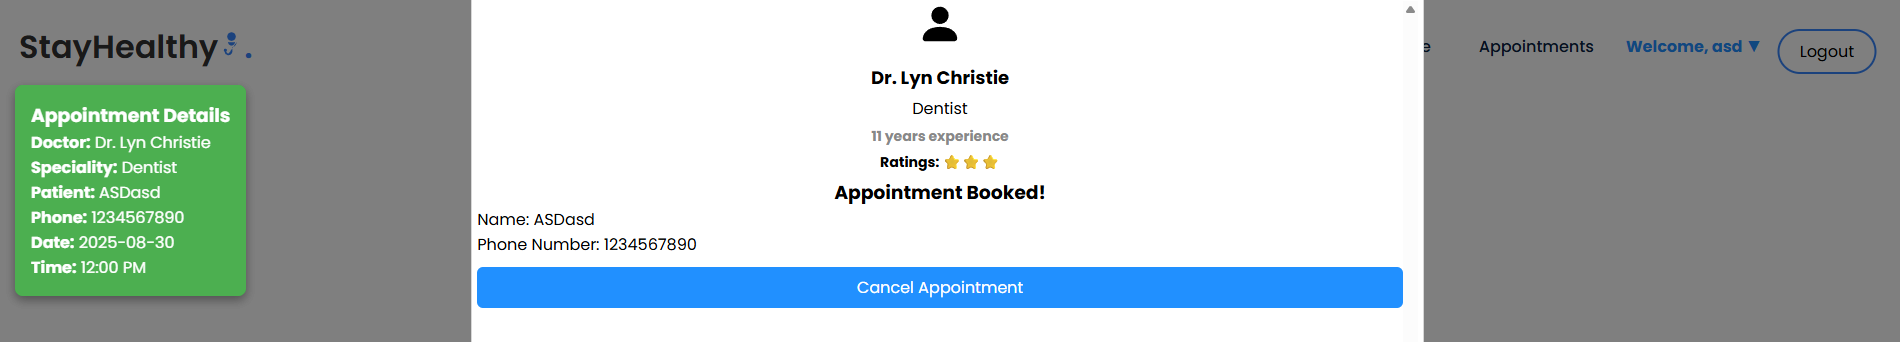 StayHealthy.
e
Appointments
Welcome, asd ▼
Logout
Appointment Details
Doctor: Dr. Lyn Christie
Speciality: Dentist
Patient: ASDasd
Phone: 1234567890
Date: 2025-08-30
Time: 12:00 PM
Dr. Lyn Christie
Dentist
11 years experience
Ratings:
Appointment Booked!
Name: ASDasd
Phone Number: 1234567890
Cancel Appointment